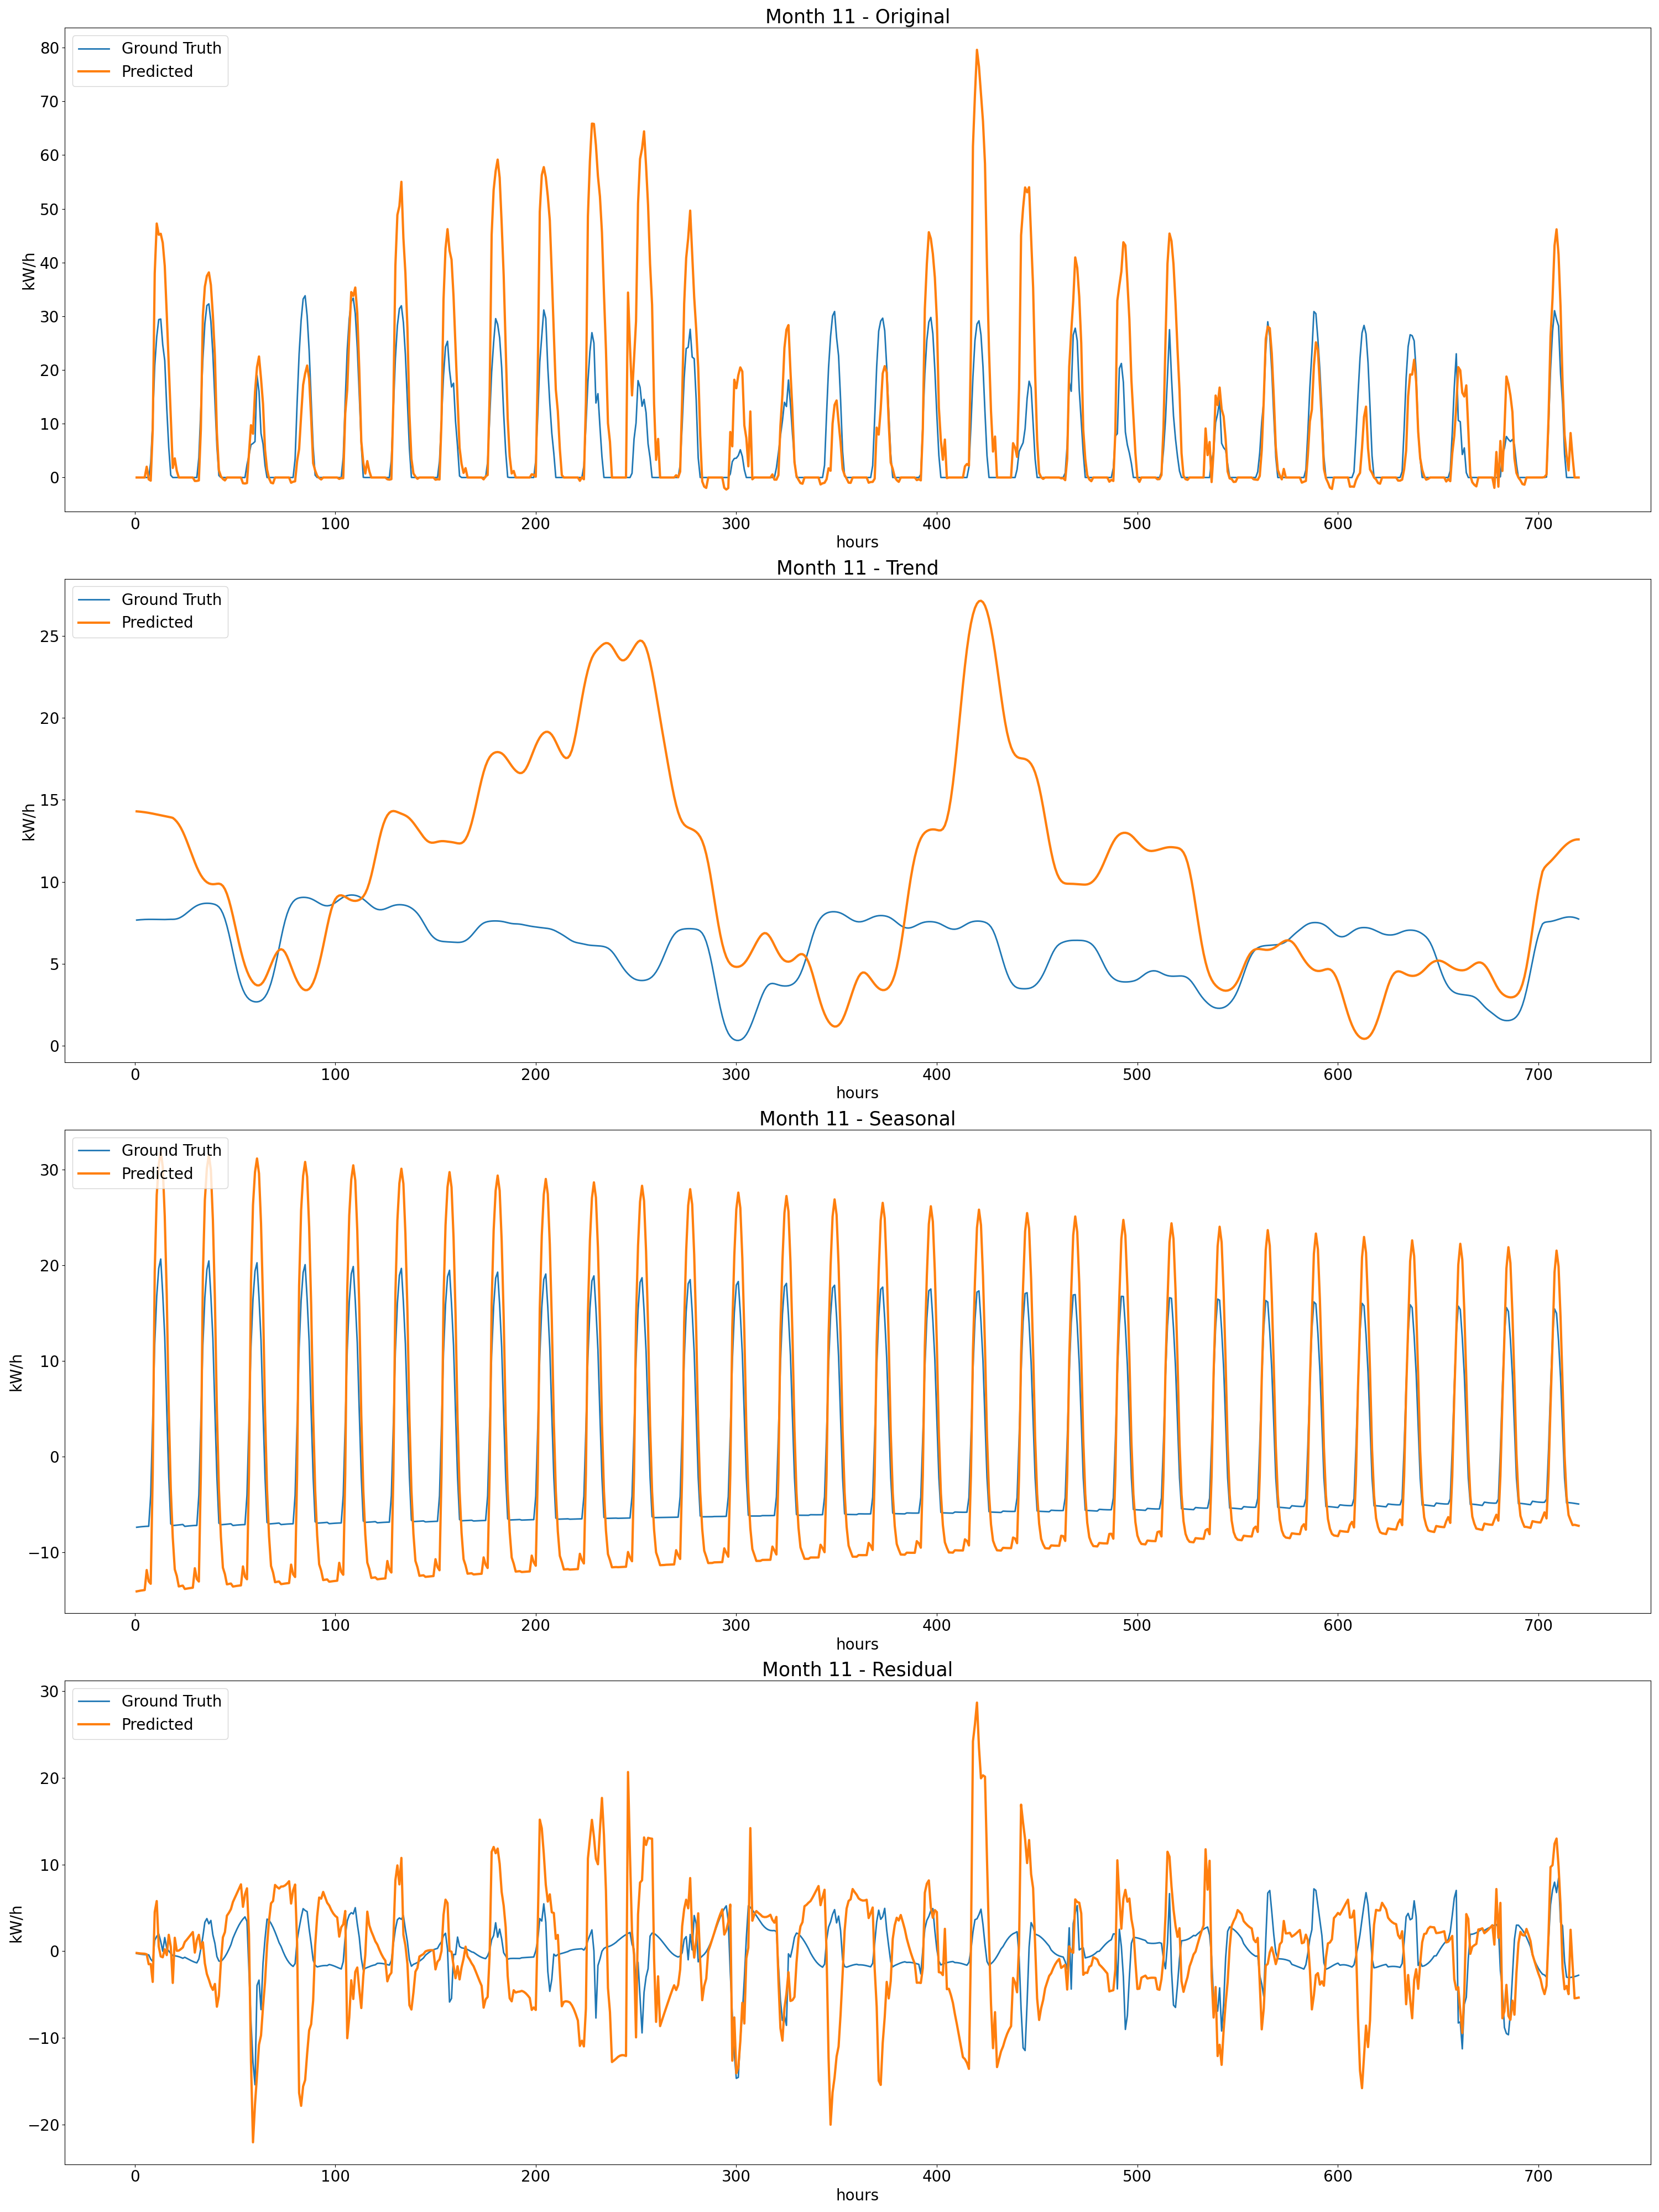 Month 11 - Original
Ground Truth
Predicted
80
70
60
50
40
30
20
10
0
kW/h
0 100 200 300 400 500 600 700
hours
Month 11 - Trend
Ground Truth
Predicted
25
20
15
10
5
0
kW/h
0 100 200 300 400 500 600 700
hours
Month 11 - Seasonal
Ground Truth
Predicted
30
20
10
0
−10
kW/h
0 100 200 300 400 500 600 700
hours
Month 11 - Residual
Ground Truth
Predicted
30
20
10
0
−10
−20
kW/h
0 100 200 300 400 500 600 700
hours